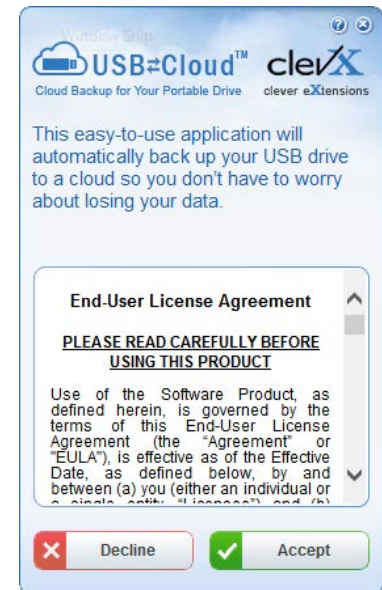 Window Snip
USB⇄Cloud™
clevX
Cloud Backup for Your Portable Drive
clever eXtensions
This easy-to-use application will
automatically back up your USB drive
to a cloud so you don't have to worry
about losing your data.
End-User License Agreement
PLEASE READ CAREFULLY BEFORE
USING THIS PRODUCT
Use of the Software Product, as
defined herein, is governed by the
terms of this End-User License
Agreement (the "Agreement" or
"EULA"), is effective as of the Effective
Date, as defined below, by and
between (a) you (either an individual or
a single entity, "Licensee") and (b)
Decline
Accept